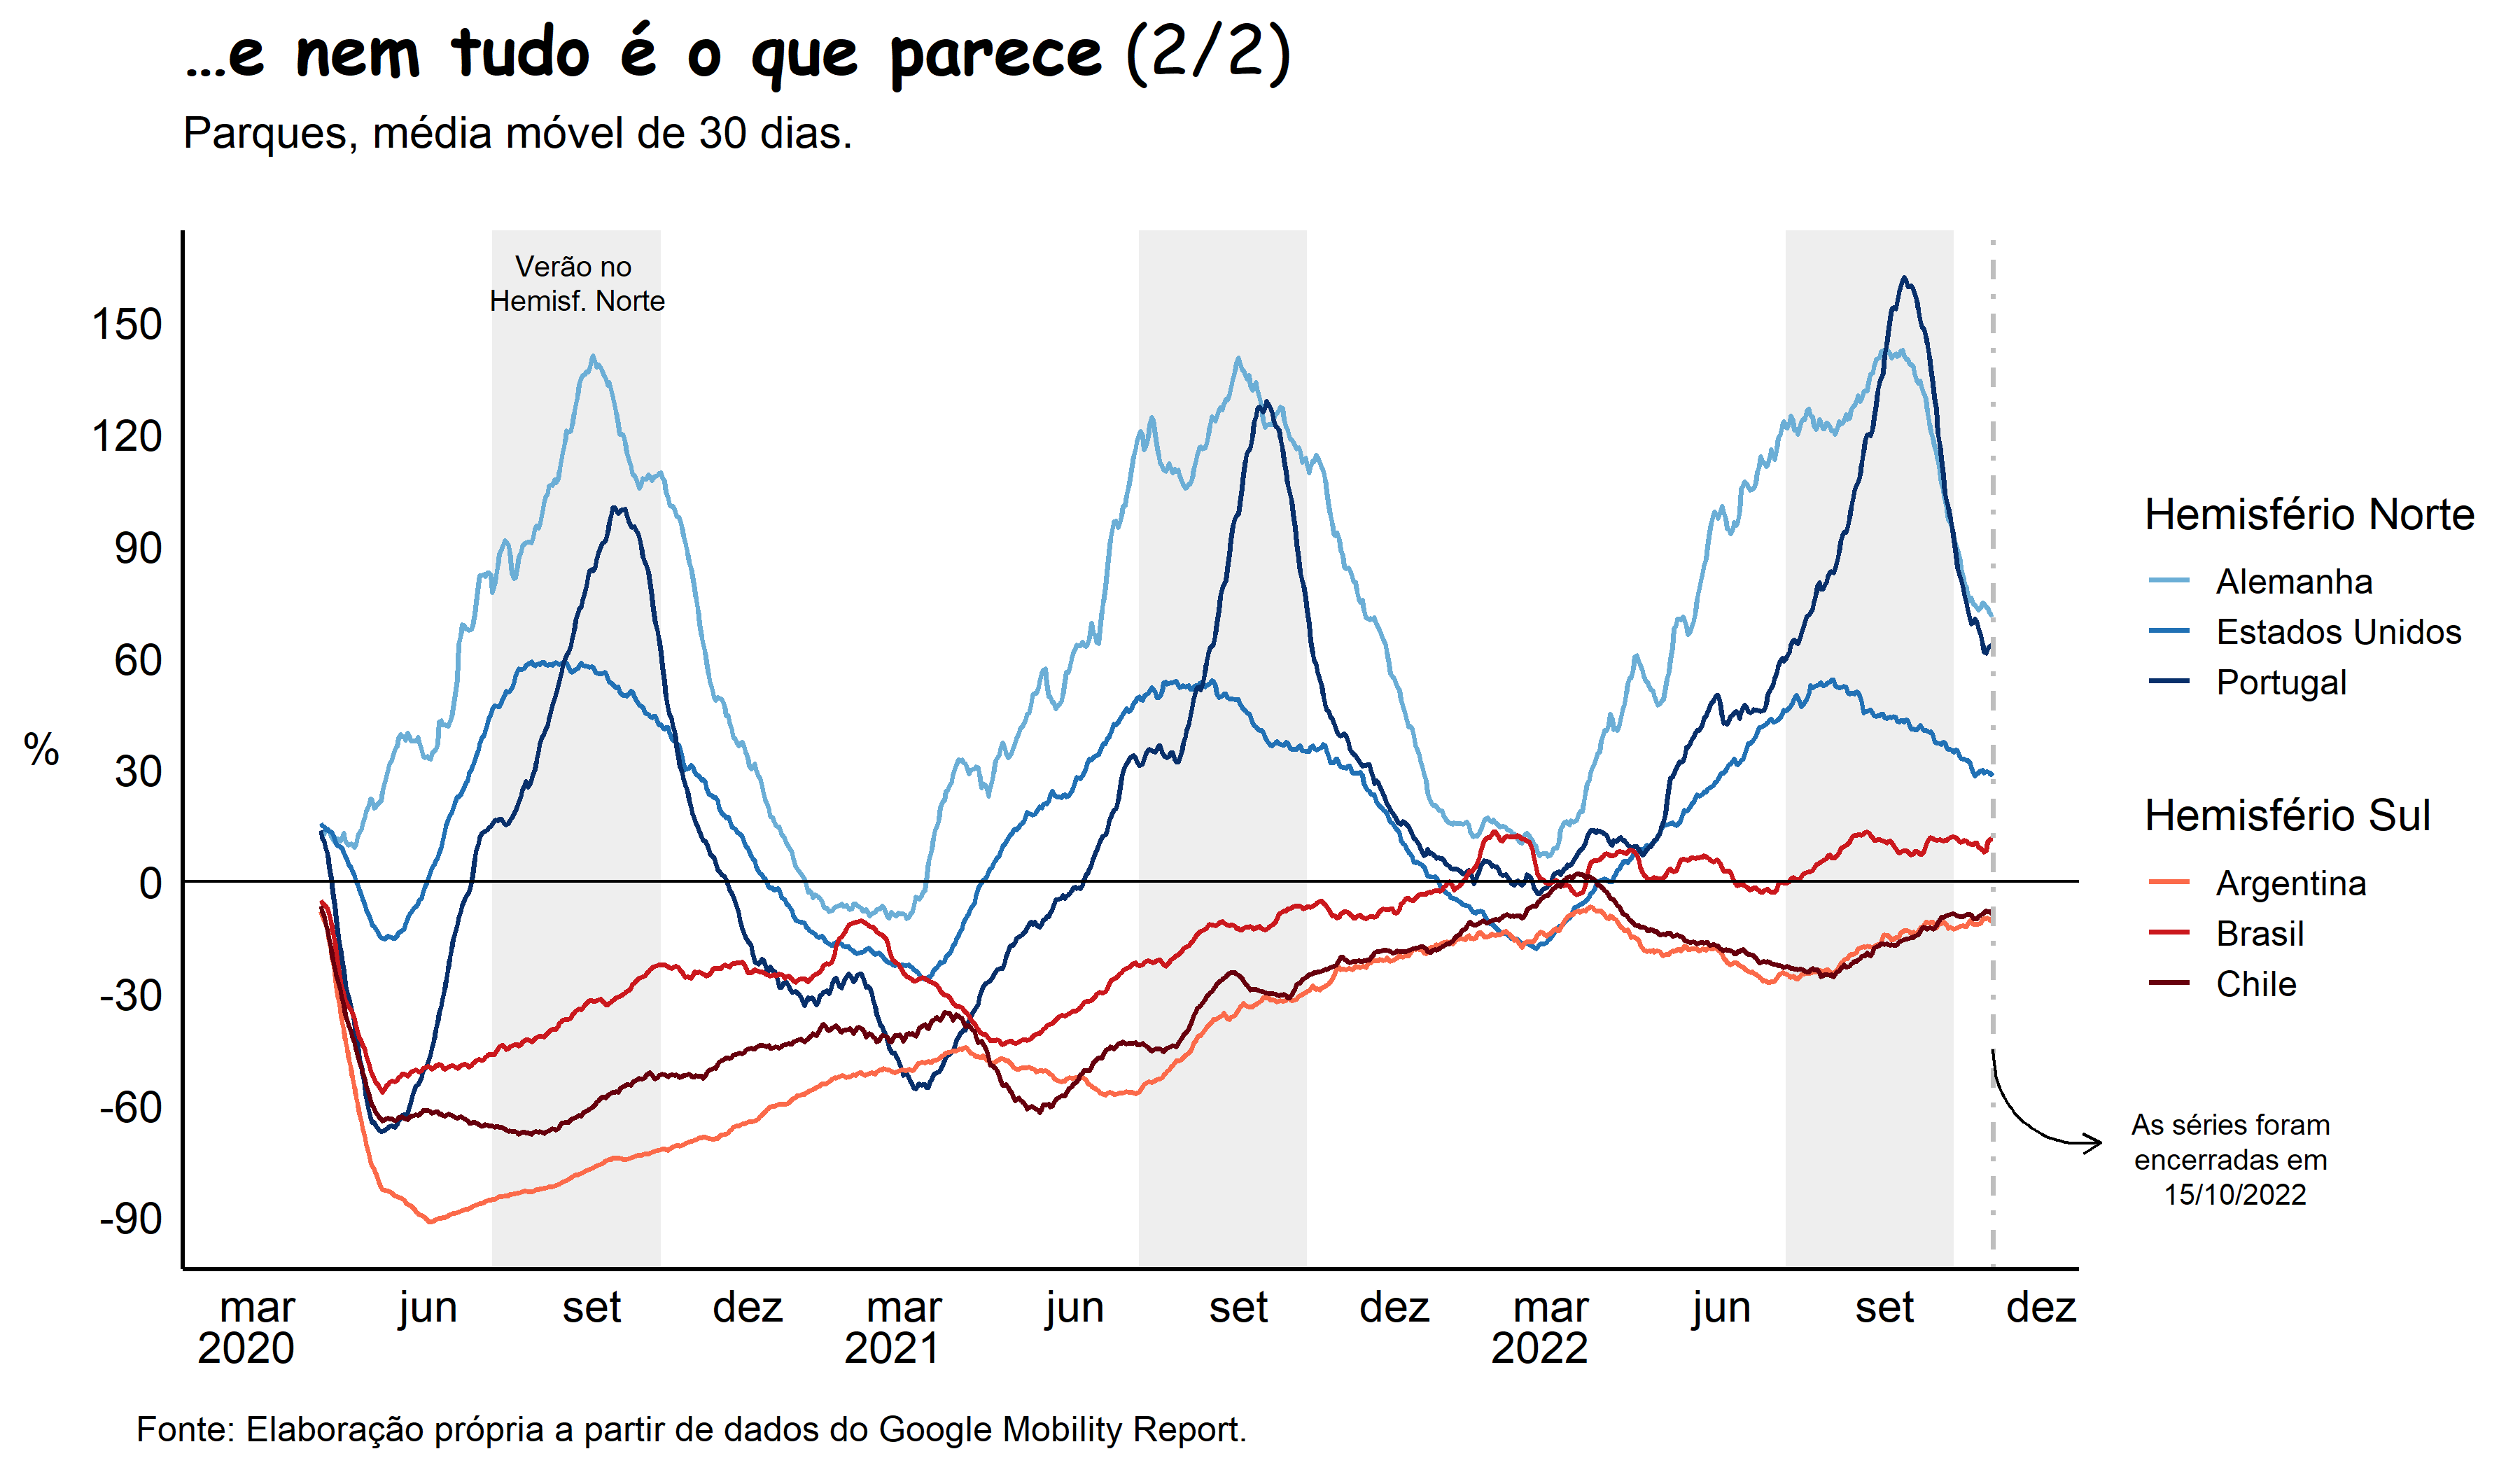 …e nem tudo é o que parece (2/2)
Parques, média móvel de 30 dias.
Verão no
Hemisf. Norte
%
150
120
90
60
30
0
-30
-60
-90
mar
2020
jun
set
dez
mar
2021
jun
set
dez
mar
2022
jun
set
dez
Hemisfério Norte
Alemanha
Estados Unidos
Portugal
Hemisfério Sul
Argentina
Brasil
Chile
As séries foram
encerradas em
15/10/2022
Fonte: Elaboração própria a partir de dados do Google Mobility Report.